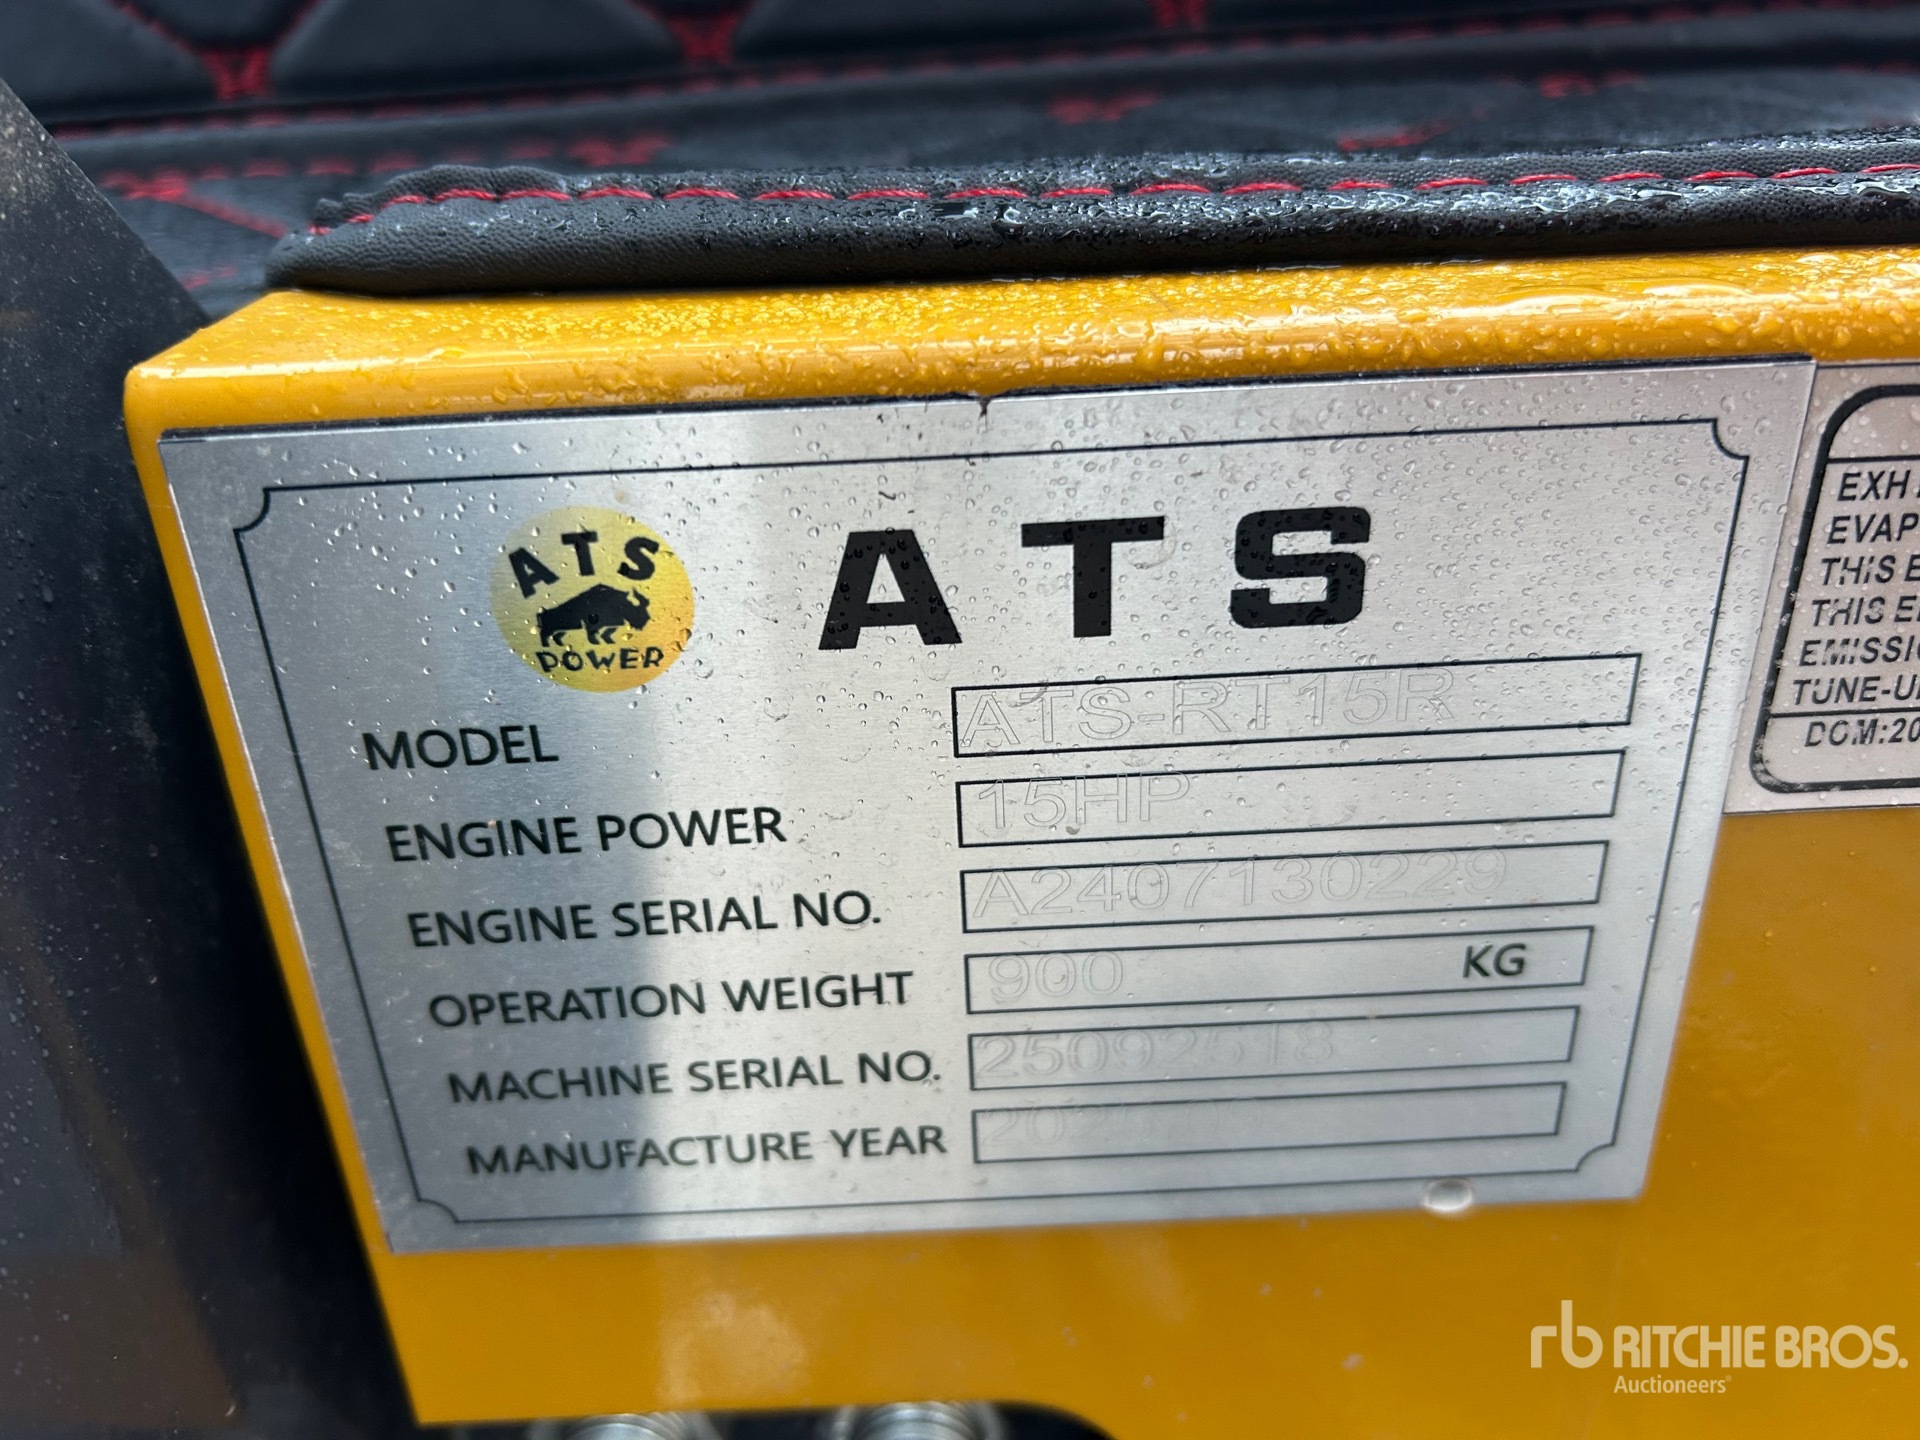 ATS
POWER
ATS
MODEL ATS-RT15R
ENGINE POWER 15HP
ENGINE SERIAL NO. A2407130229
OPERATION WEIGHT 900 KG
MACHINE SERIAL NO.
MANUFACTURE YEAR
EXH
EVAP
THIS E
THIS E
EMISSI
TUNE-U
DOM:20
rb RITCHIE BROS.
Auctioneers